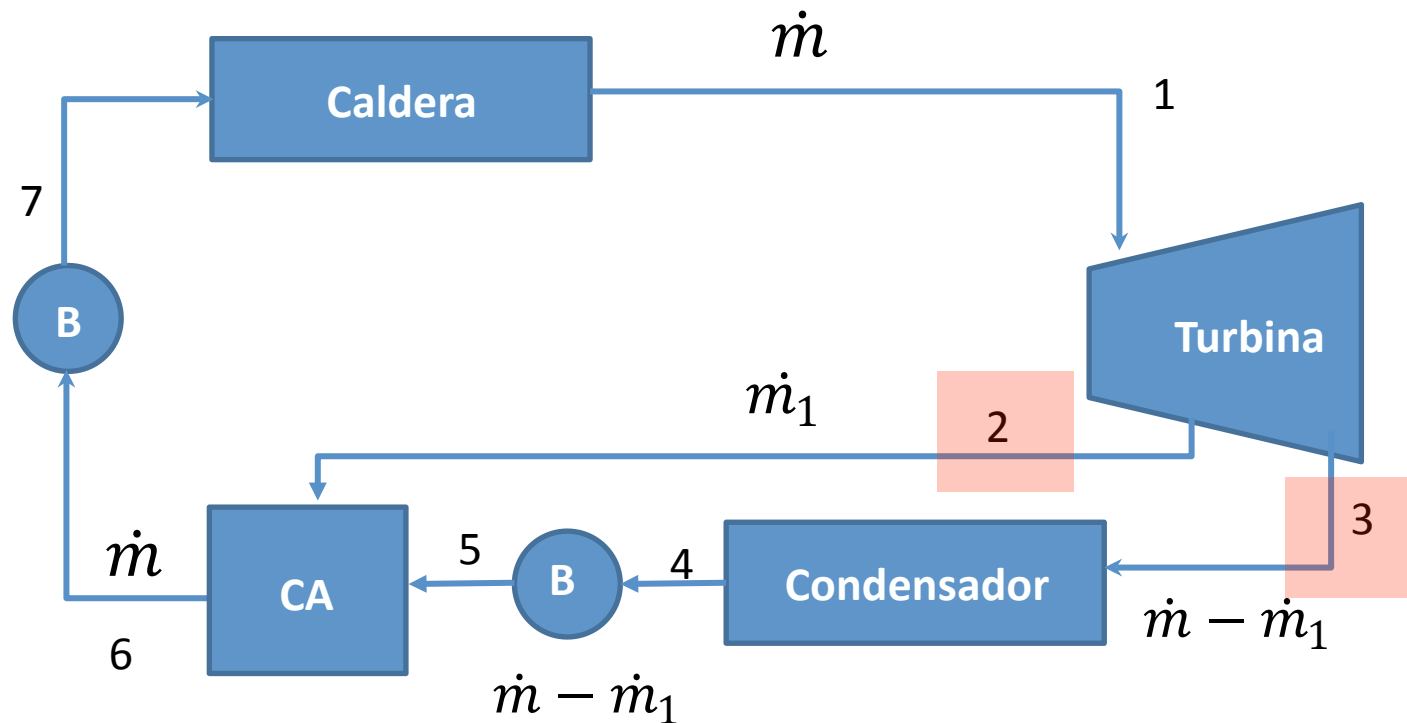 ṁ
Caldera
1
7
B
Turbina
ṁ₁
2
3
ṁ
5
4
CA
B
Condensador
6
ṁ − ṁ₁
ṁ − ṁ₁